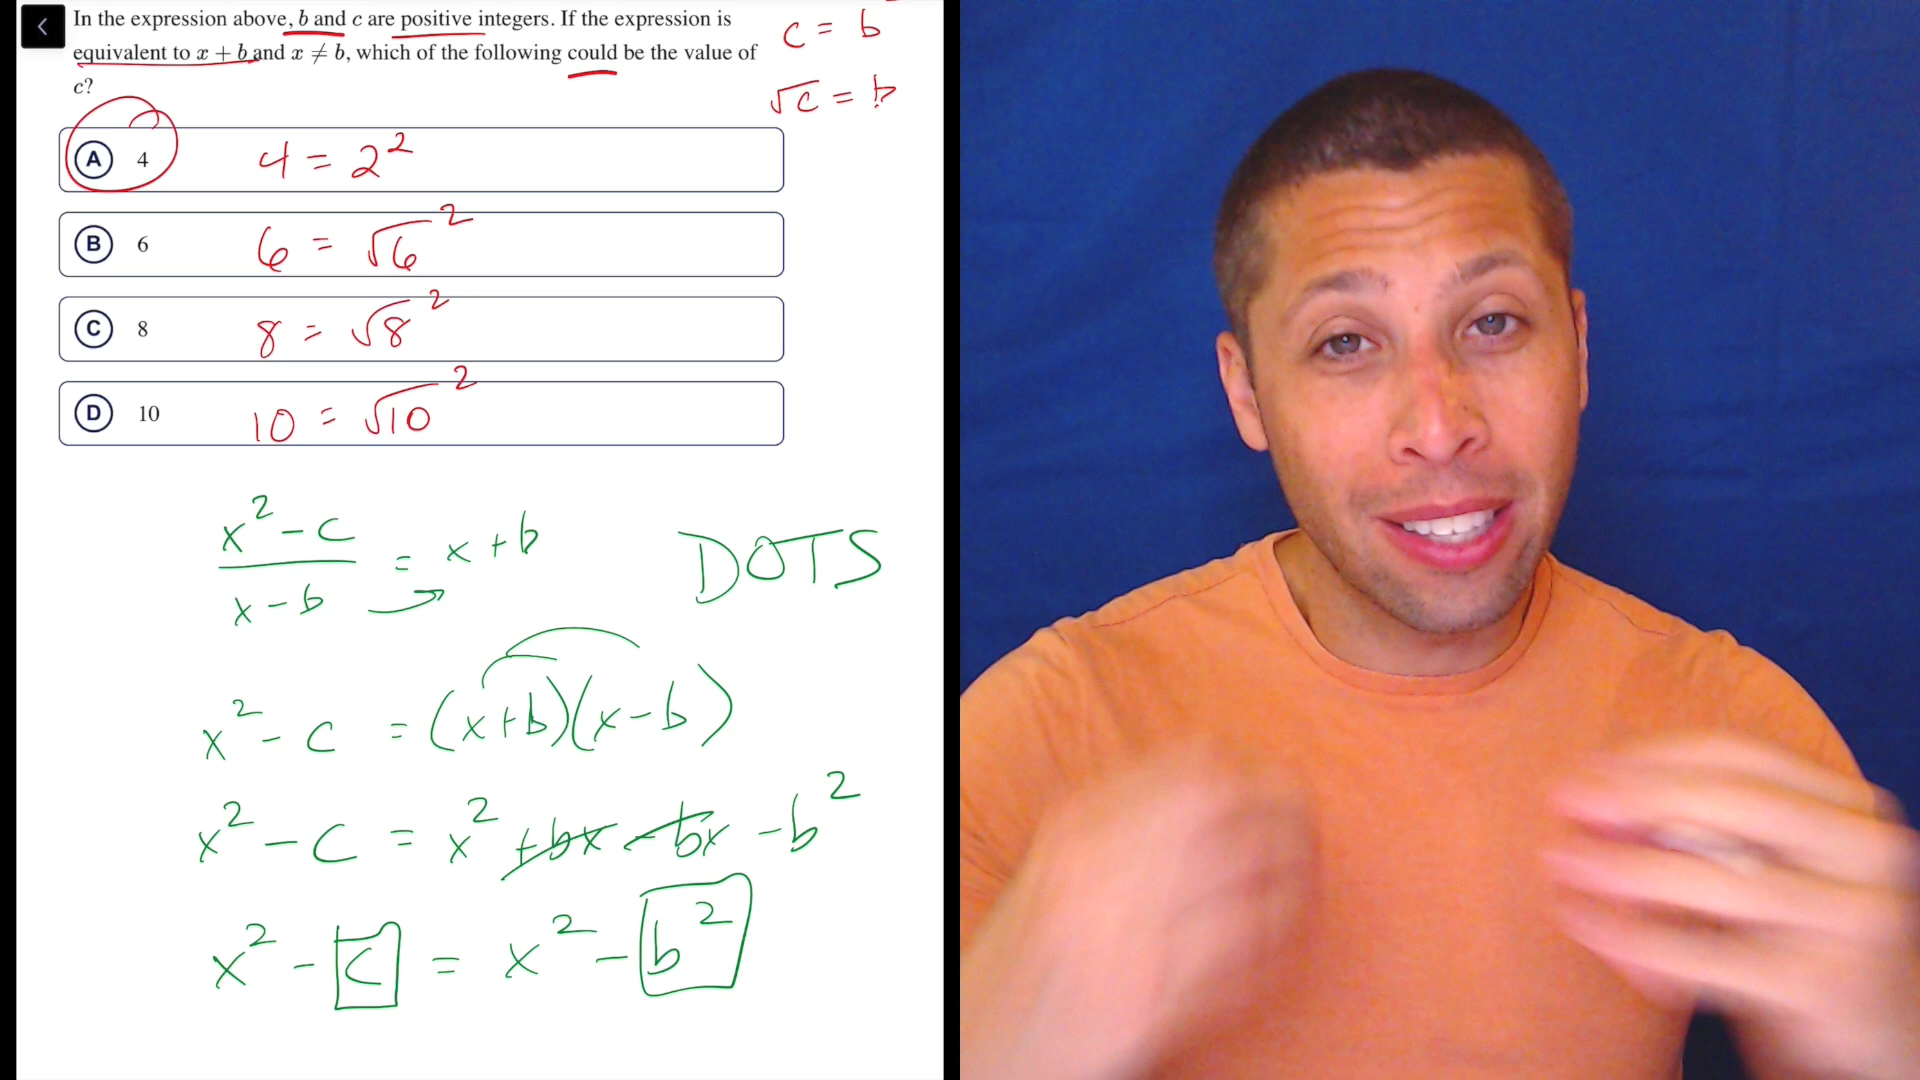 In the expression above, b and c are positive integers. If the expression is
equivalent to x + b and x ≠ b, which of the following could be the value of
c?
c = b
√c = b
A 4
4 = 2²
B 6
6 = √6²
C 8
8 = √8²
D 10
10 = √10²
x² - c / x - b = x + b
DOTS
x² - c = (x+b)(x-b)
x² - c = x² +bx -bx -b²
x² - c = x² - b²